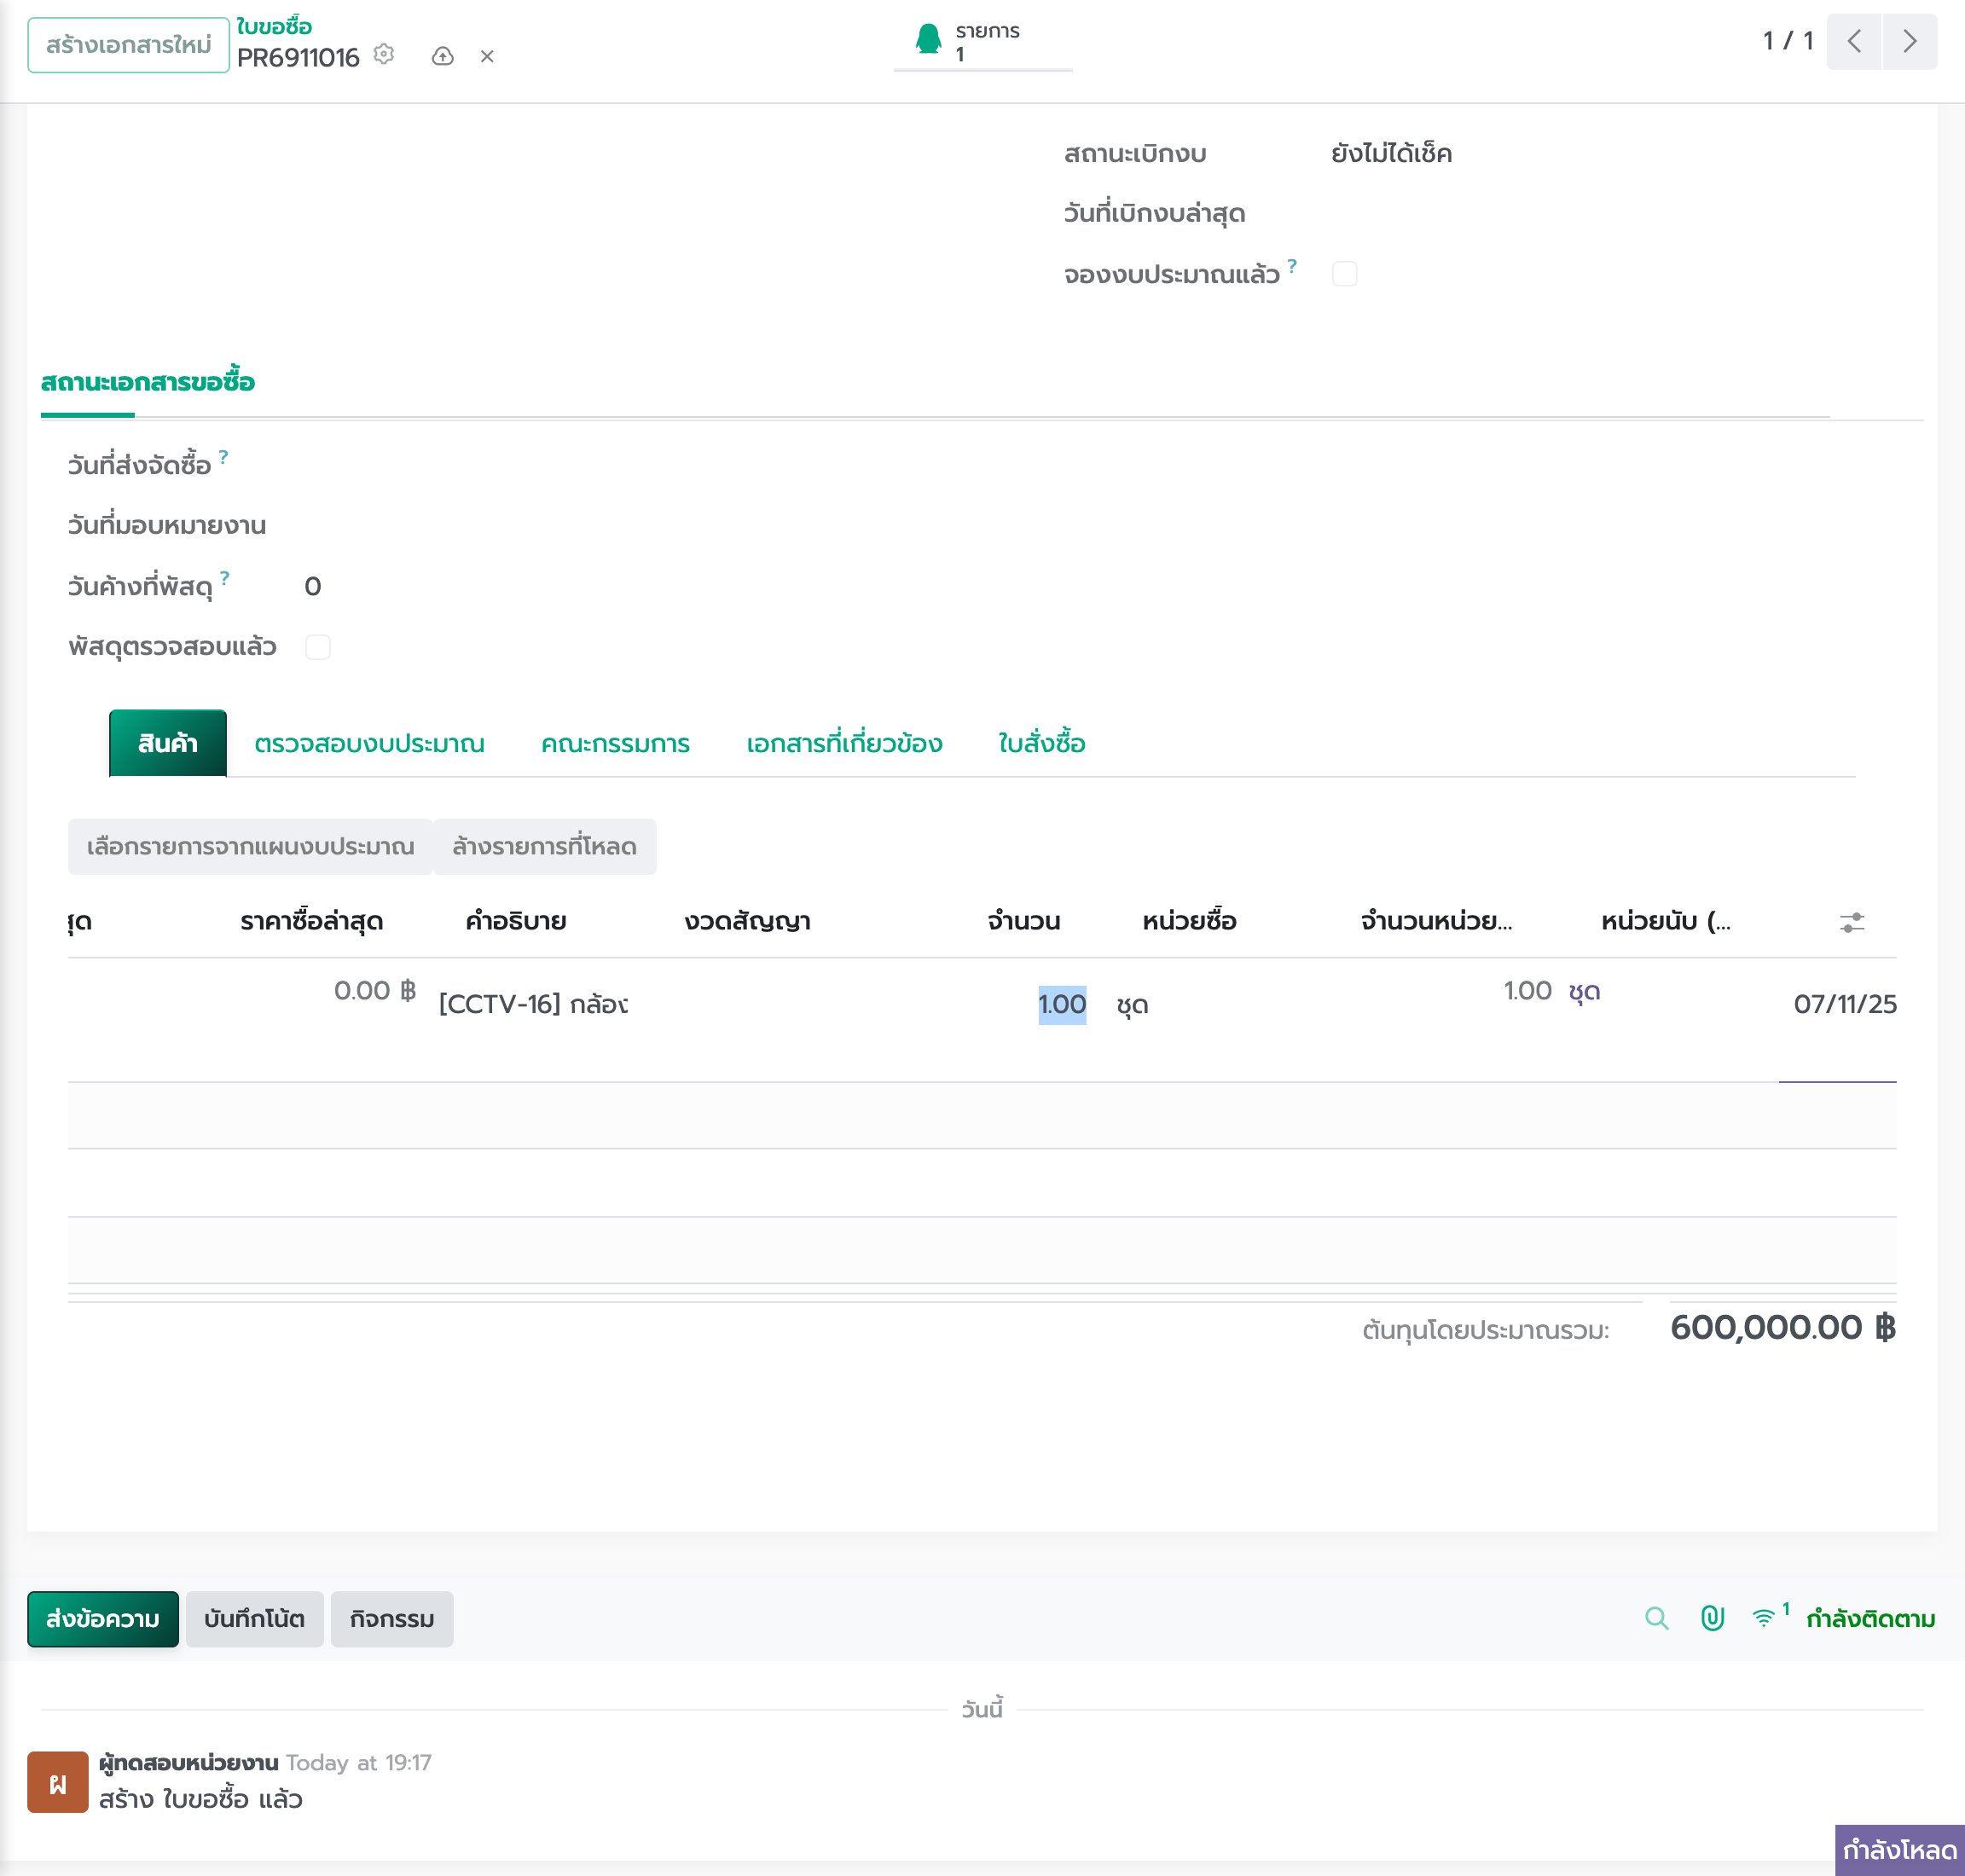 สร้างเอกสารใหม่
ใบขอซื้อ
PR6911016
รายการ
1
1 / 1
สถานะเบิกงบ ยังไม่ได้เช็ค
วันที่เบิกงบล่าสุด
จองงบประมาณแล้ว ?
สถานะเอกสารขอซื้อ
วันที่ส่งจัดซื้อ ?
วันที่มอบหมายงาน
วันค้างที่พัสดุ ? 0
พัสดุตรวจสอบแล้ว
สินค้า ตรวจสอบงบประมาณ คณะกรรมการ เอกสารที่เกี่ยวข้อง ใบสั่งซื้อ
เลือกรายการจากแผนงบประมาณ ล้างรายการที่โหลด
สุด ราคาซื้อล่าสุด คำอธิบาย งวดสัญญา จำนวน หน่วยซื้อ จำนวนหน่วย... หน่วยนับ (...
0.00 ฿ [CCTV-16] กล้อง 1.00 ชุด 1.00 ชุด 07/11/25
ต้นทุนโดยประมาณรวม: 600,000.00 ฿
ส่งข้อความ บันทึกโน้ต กิจกรรม 1 กำลังติดตาม
วันนี้
ผ
ผู้ทดสอบหน่วยงาน Today at 19:17
สร้าง ใบขอซื้อ แล้ว
กำลังโหลด